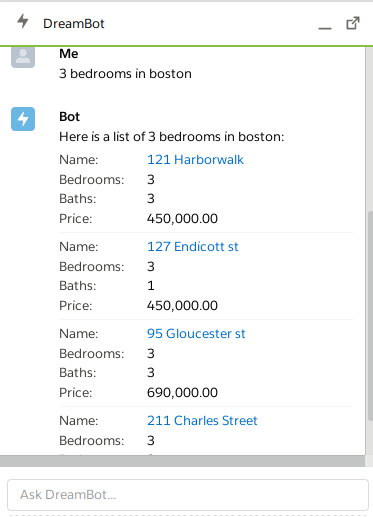 DreamBot
Me
3 bedrooms in boston
Bot
Here is a list of 3 bedrooms in boston:
Name: 121 Harborwalk
Bedrooms: 3
Baths: 3
Price: 450,000.00
Name: 127 Endicott st
Bedrooms: 3
Baths: 1
Price: 450,000.00
Name: 95 Gloucester st
Bedrooms: 3
Baths: 3
Price: 690,000.00
Name: 211 Charles Street
Bedrooms: 3
Ask DreamBot...